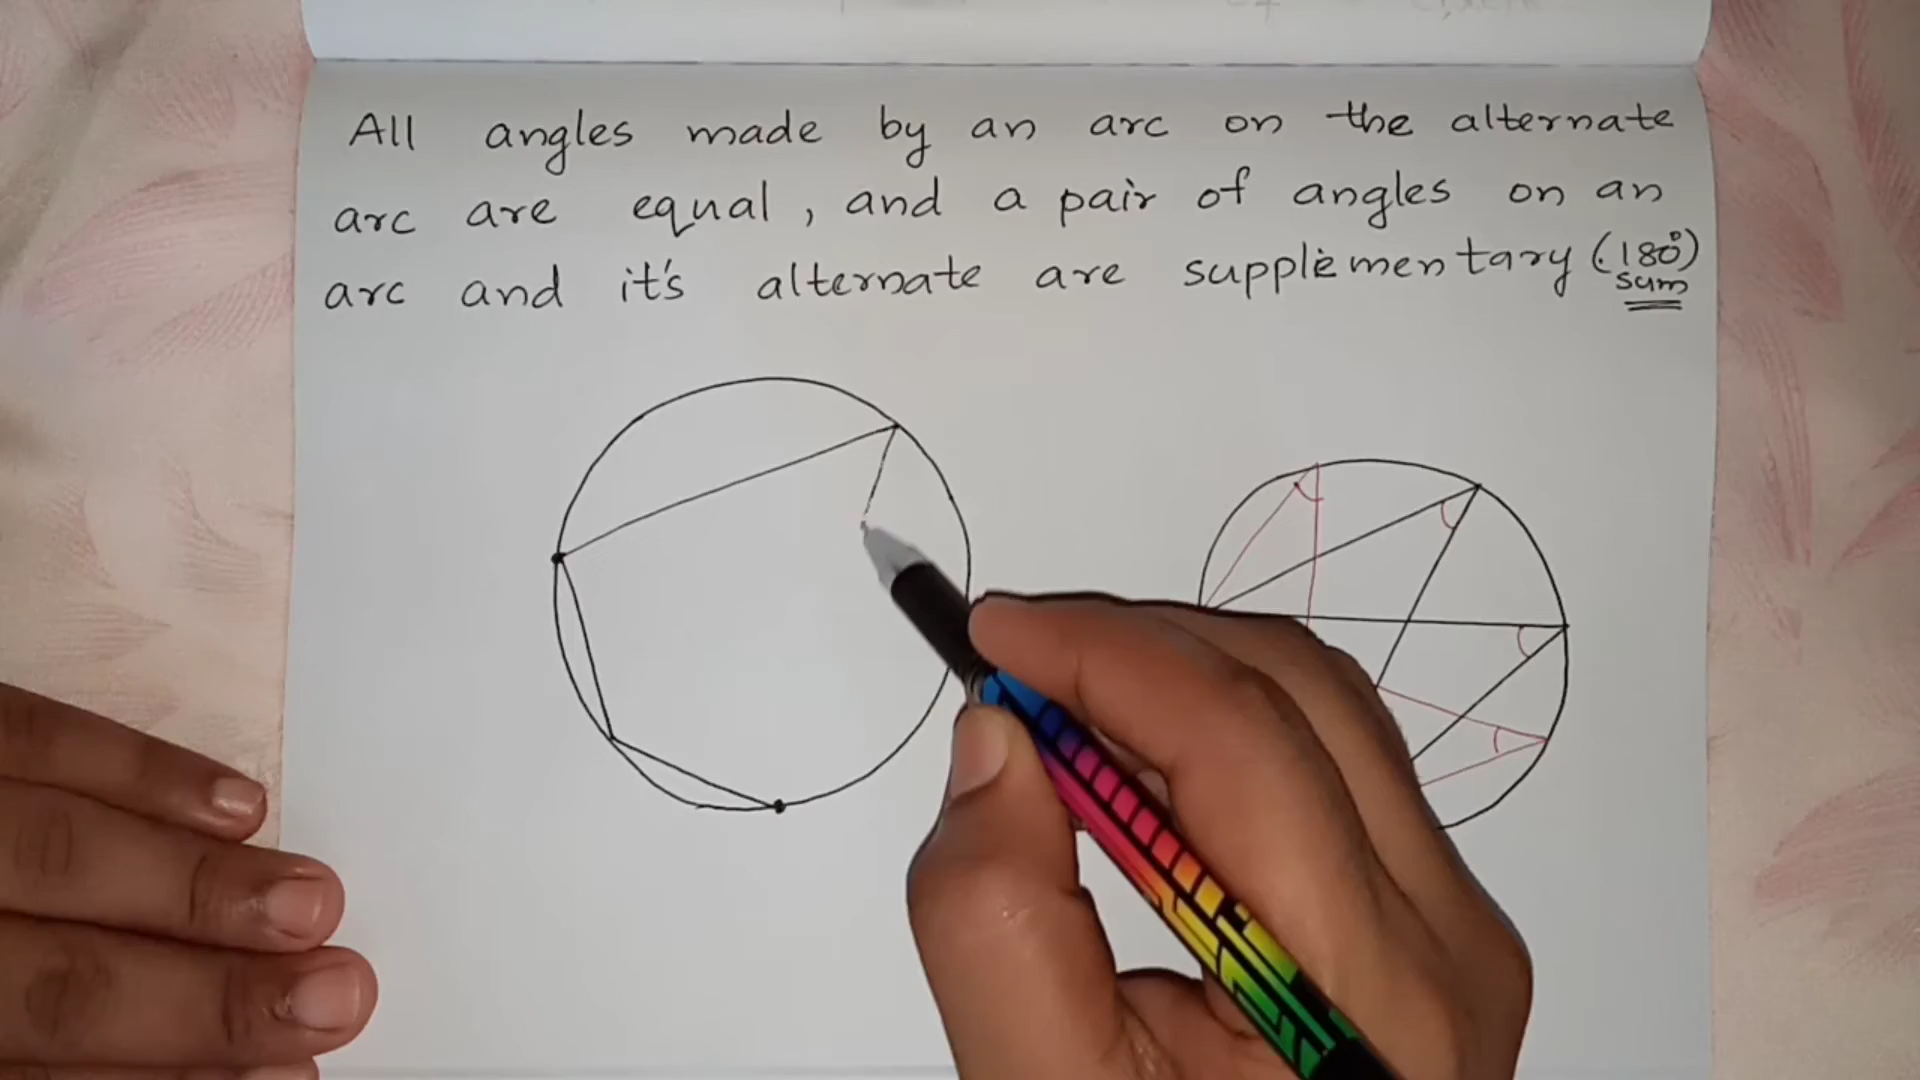 All angles made by an arc on the alternate
arc are equal, and a pair of angles on an
arc and it's alternate are supplementary (180°)
sum